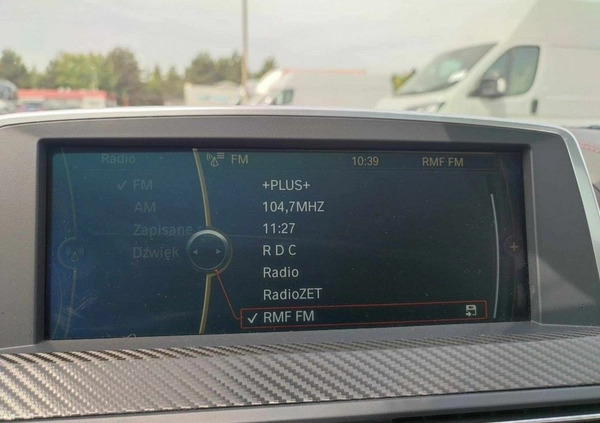 Radio FM 10:39 RMF FM
✓ FM
AM
Zapisane
Dźwięk
+PLUS+
104,7MHZ
11:27
R D C
Radio
RadioZET
✓ RMF FM